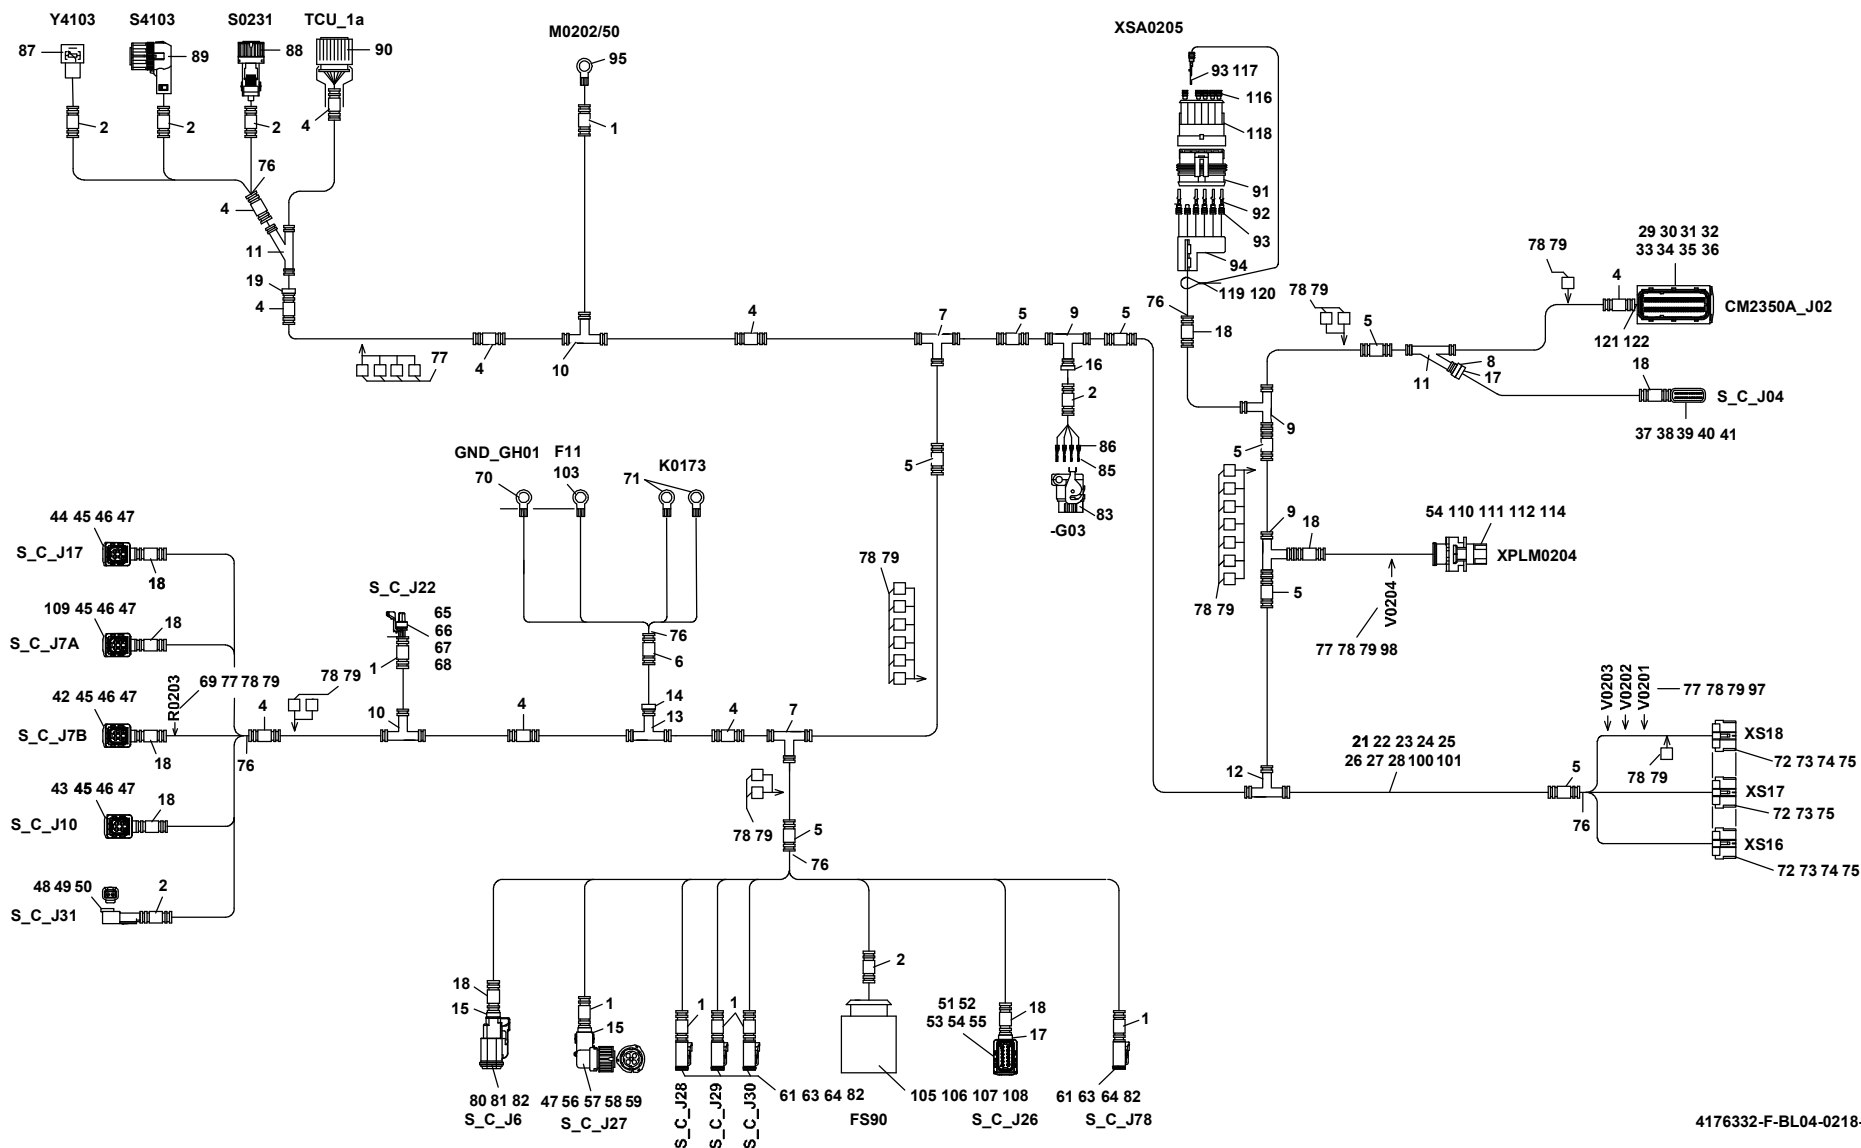 Y4103 S4103 S0231 TCU_1a
M0202/50
XSA0205
87 89 88 90
95
93 117
116
118
2 2 2 4
1
76
4
11
19
4
91
92
93
94
119 120
76
18
78 79
29 30 31 32
33 34 35 36
4
CM2350A_J02
121 122
78 79
5
11
8
17
18
S_C_J04
37 38 39 40 41
4
10
4
77
7
5
9
5
16
2
86
85
83
-G03
9
5
78 79
9
18
54 110 111 112 114
XPLM0204
V0204
77 78 79 98
5
5
GND_GH01
70
F11
103
K0173
71
78 79
76
6
14
13
44 45 46 47
S_C_J17
18
109 45 46 47
S_C_J7A
18
42 45 46 47
S_C_J7B
18
R0203
69 77 78 79
4
76
43 45 46 47
S_C_J10
18
48 49 50
S_C_J31
2
78 79
S_C_J22
65
66
67
68
1
10
4
4
7
78 79
5
76
12
21 22 23 24 25
26 27 28 100 101
5
76
V0203
V0202
V0201
77 78 79 97
78 79
XS18
72 73 74 75
XS17
72 73 75
XS16
72 73 74 75
18
15
80 81 82
S_C_J6
1
15
47 56 57 58 59
S_C_J27
1
1
S_C_J28
S_C_J29
S_C_J30
61 63 64 82
2
105 106 107 108
FS90
51 52
53 54 55
18
17
S_C_J26
1
61 63 64 82
S_C_J78
4176332-F-BL04-0218-